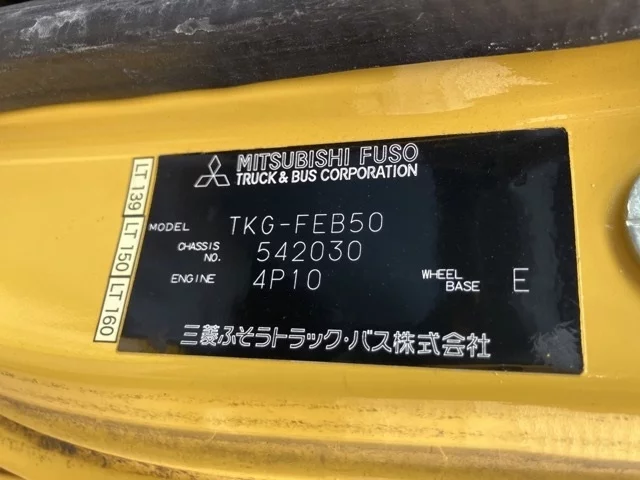 MITSUBISHI FUSO
TRUCK & BUS CORPORATION
MODEL TKG-FEB50
CHASSIS NO. 542030
ENGINE 4P10 WHEEL BASE E
三菱ふそうトラック・バス株式会社
LT 139
LT 150
LT 160